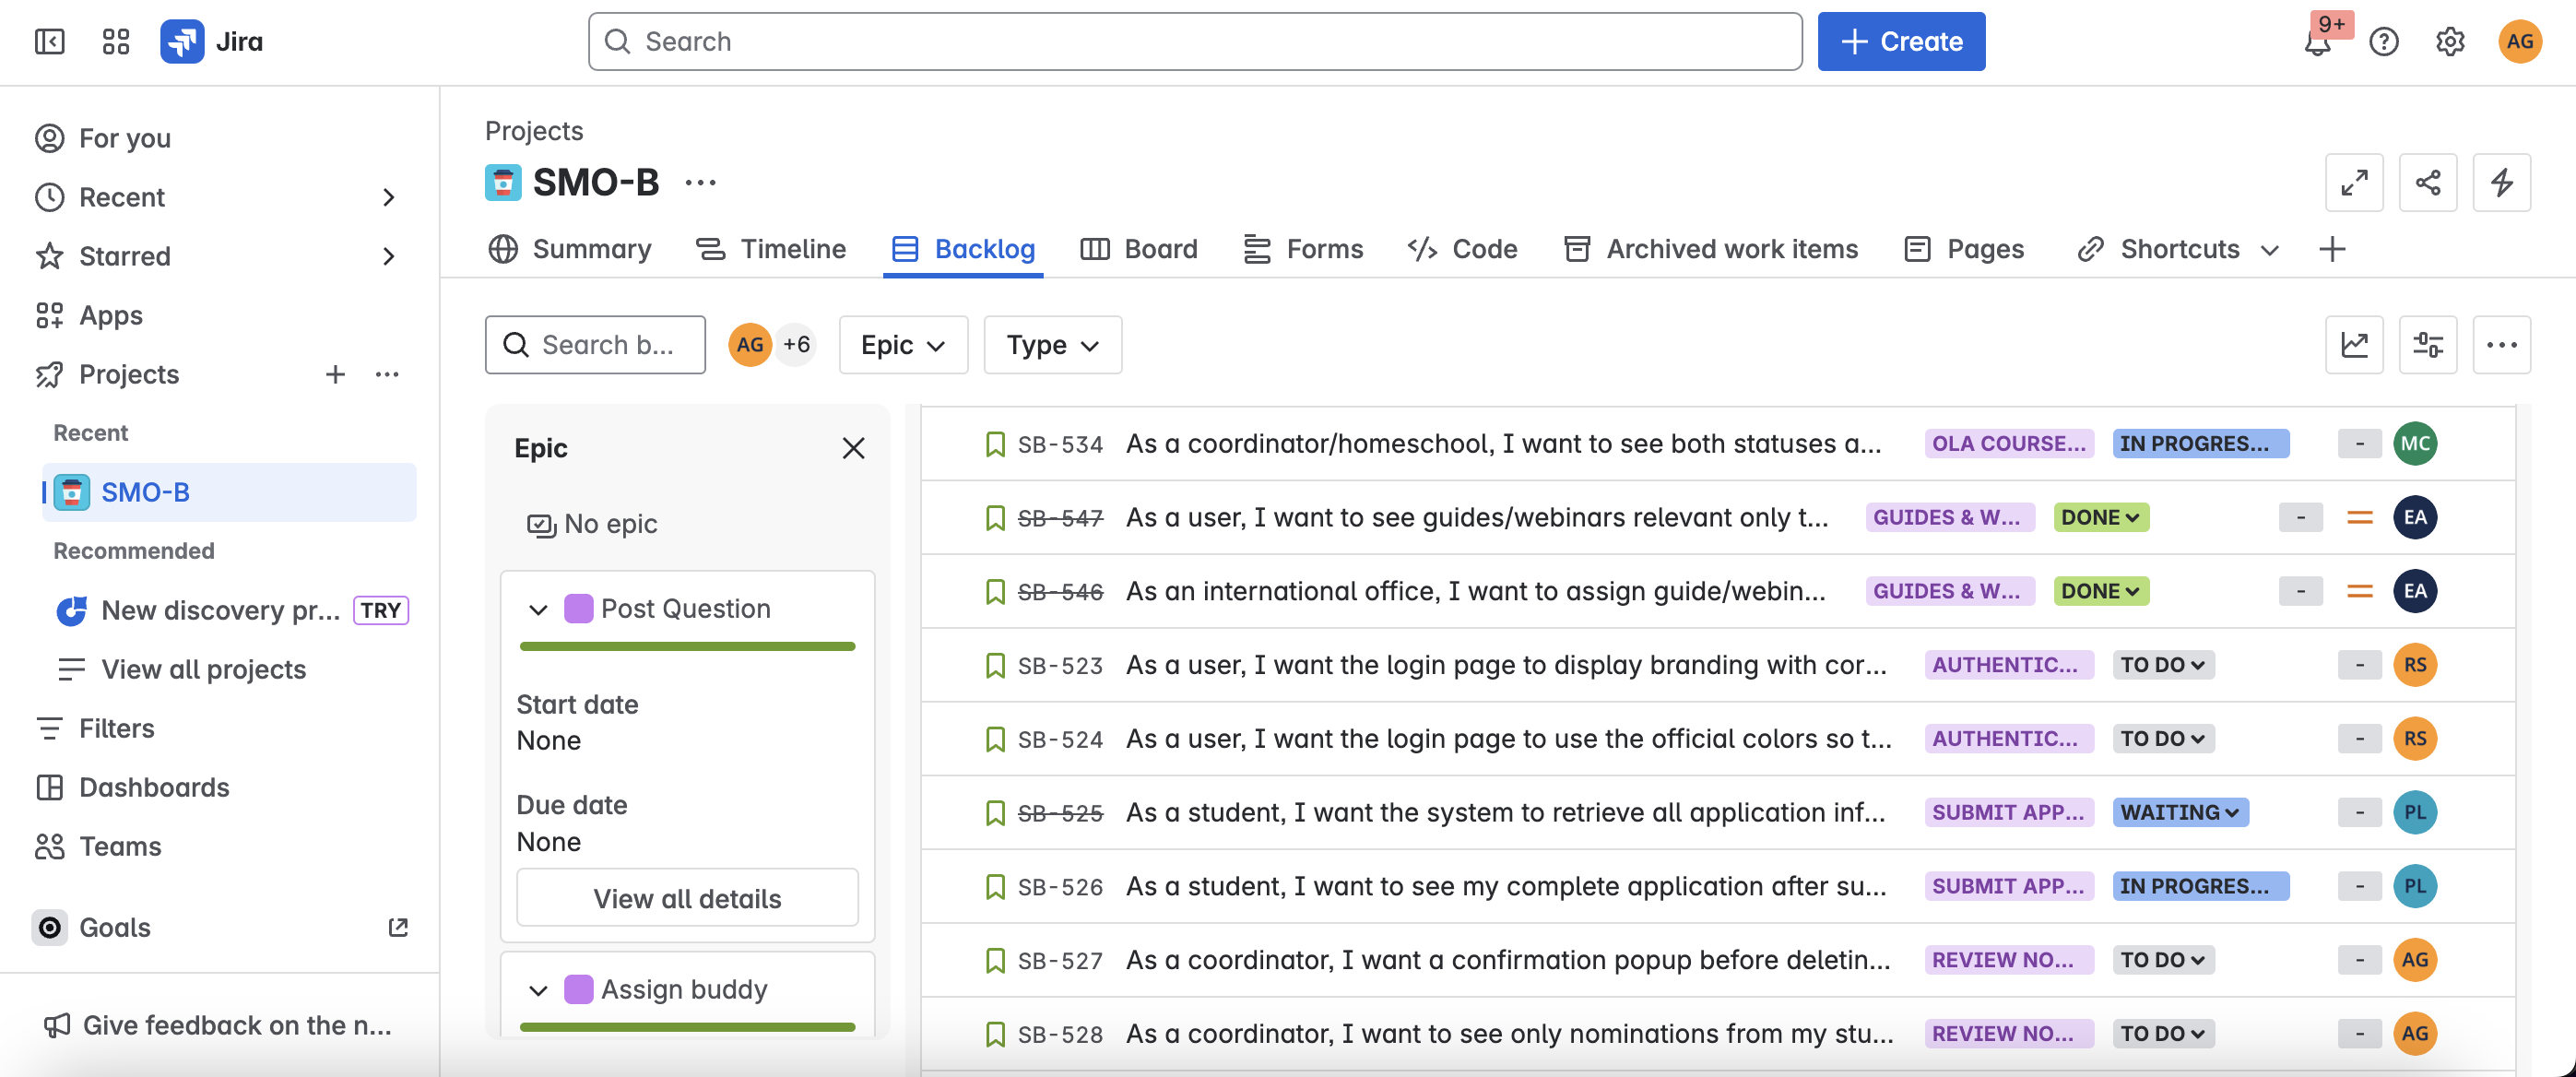 Jira
Search
+ Create
9+
AG
For you
Recent
Starred
Apps
Projects
Recent
SMO-B
Recommended
New discovery pr... TRY
View all projects
Filters
Dashboards
Teams
Goals
Give feedback on the n...
Projects
SMO-B
Summary
Timeline
Backlog
Board
Forms
Code
Archived work items
Pages
Shortcuts
Search b...
AG +6
Epic
Type
Epic
No epic
Post Question
Start date
None
Due date
None
View all details
Assign buddy
SB-534 As a coordinator/homeschool, I want to see both statuses a... OLA COURSE... IN PROGRES... - MC
SB-547 As a user, I want to see guides/webinars relevant only t... GUIDES & W... DONE - EA
SB-546 As an international office, I want to assign guide/webin... GUIDES & W... DONE - EA
SB-523 As a user, I want the login page to display branding with cor... AUTHENTIC... TO DO - RS
SB-524 As a user, I want the login page to use the official colors so t... AUTHENTIC... TO DO - RS
SB-525 As a student, I want the system to retrieve all application inf... SUBMIT APP... WAITING - PL
SB-526 As a student, I want to see my complete application after su... SUBMIT APP... IN PROGRES... - PL
SB-527 As a coordinator, I want a confirmation popup before deletin... REVIEW NO... TO DO - AG
SB-528 As a coordinator, I want to see only nominations from my stu... REVIEW NO... TO DO - AG